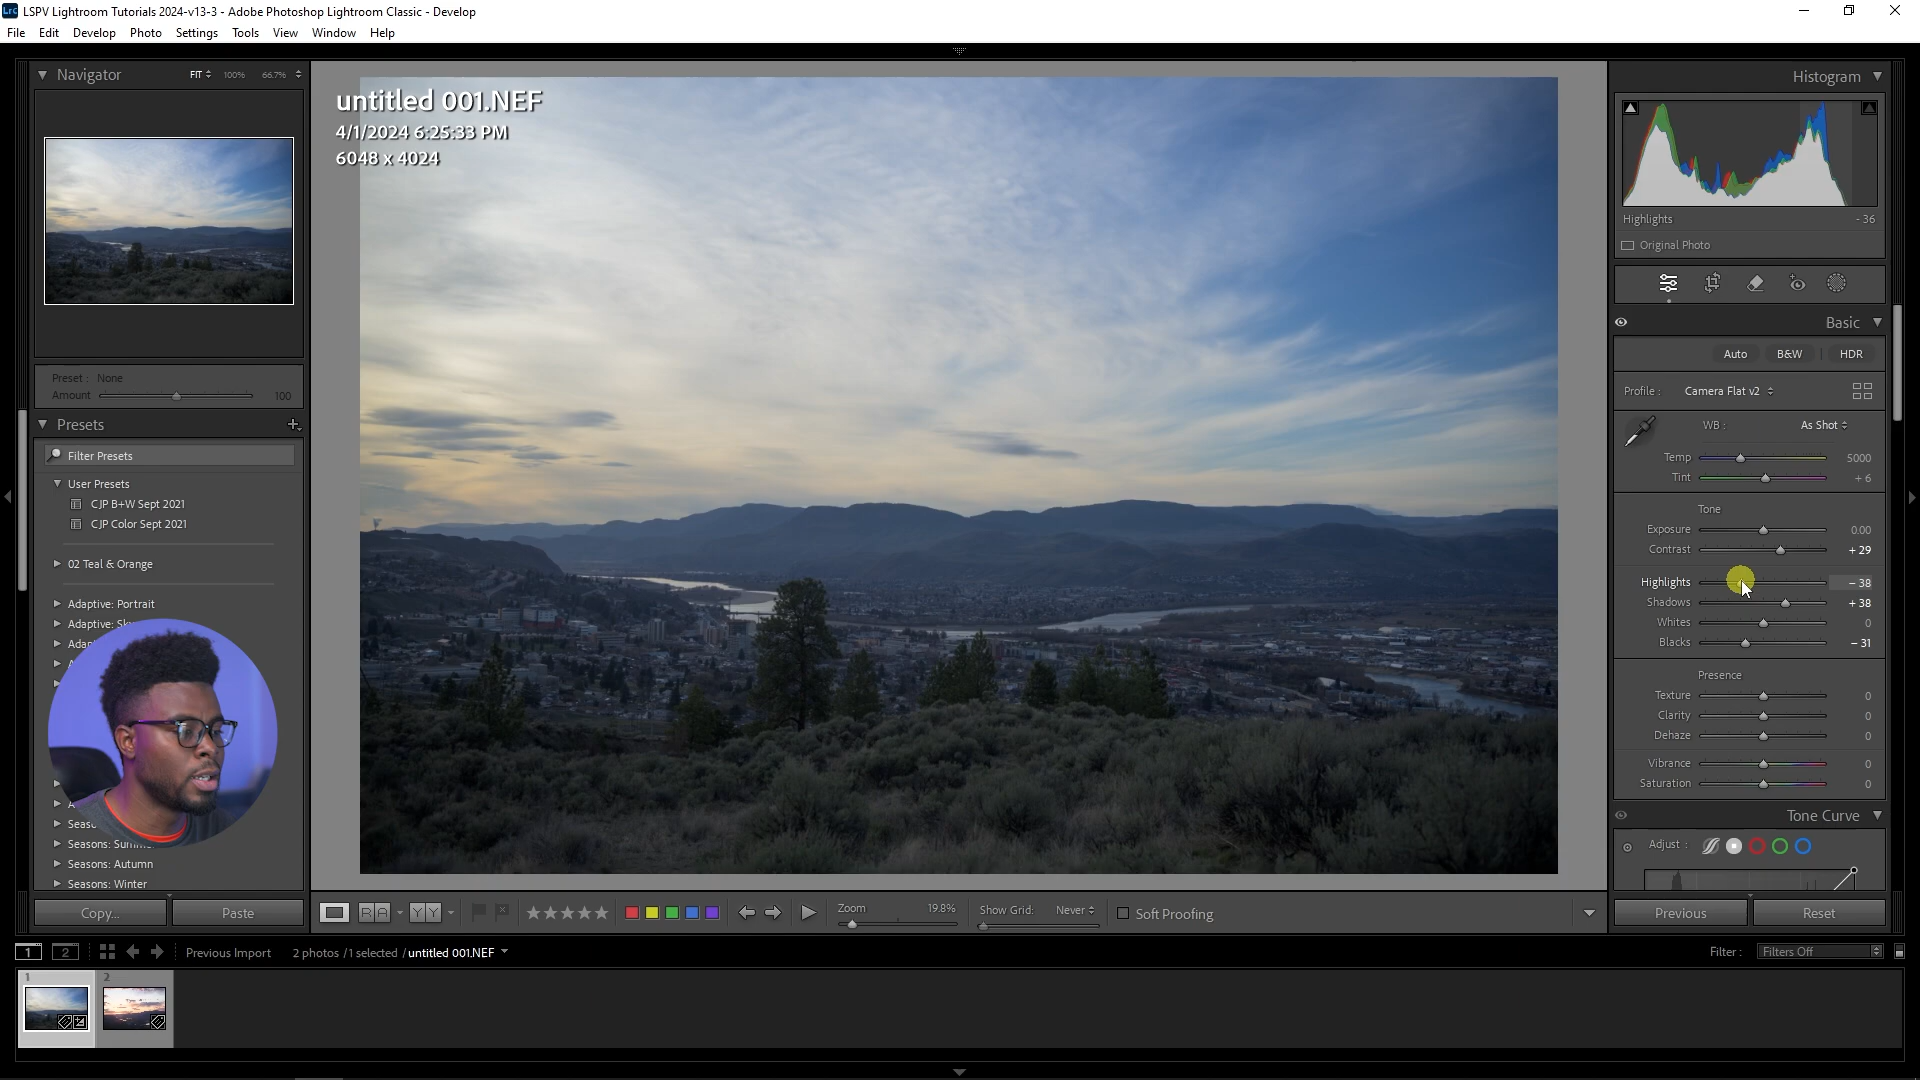 Lrc LSPV Lightroom Tutorials 2024-v13-3 - Adobe Photoshop Lightroom Classic - Develop
File Edit Develop Photo Settings Tools View Window Help
Navigator FIT 100% 66.7%
Preset : None
Amount 100
Presets
Filter Presets
User Presets
CJP B+W Sept 2021
CJP Color Sept 2021
02 Teal & Orange
Adaptive: Portrait
Seasons: Autumn
Seasons: Winter
Copy... Paste
untitled 001.NEF
4/1/2024 6:25:33 PM
6048 x 4024
Histogram
Highlights - 36
Original Photo
Basic
Auto B&W HDR
Profile : Camera Flat v2
WB : As Shot
Temp 5000
Tint + 6
Tone
Exposure 0.00
Contrast + 29
Highlights - 38
Shadows + 38
Whites 0
Blacks - 31
Presence
Texture 0
Clarity 0
Dehaze 0
Vibrance 0
Saturation 0
Tone Curve
Adjust :
Previous Reset
R A Y Y Zoom 19.8% Show Grid: Never Soft Proofing
1 2 Previous Import 2 photos / 1 selected / untitled 001.NEF Filter : Filters Off
1 2